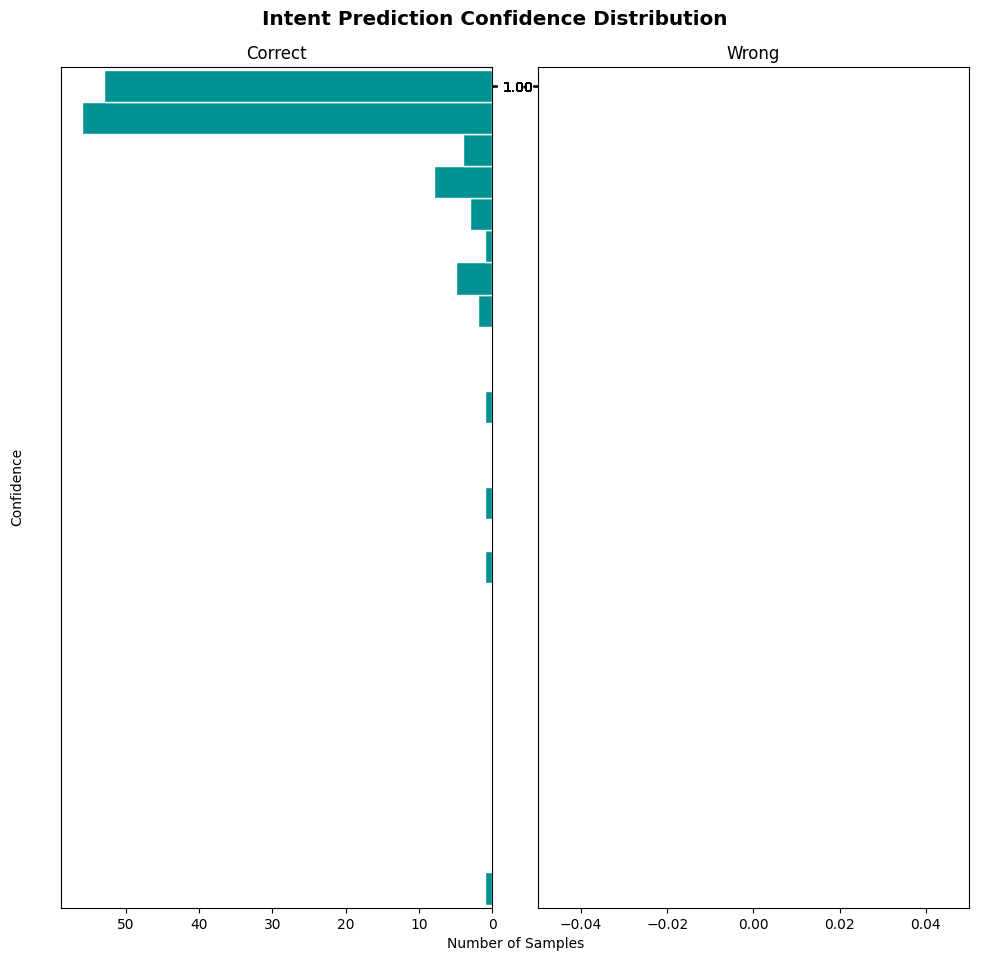 Intent Prediction Confidence Distribution
Correct
Wrong
1.00
Confidence
50 40 30 20 10 0
−0.04 −0.02 0.00 0.02 0.04
Number of Samples